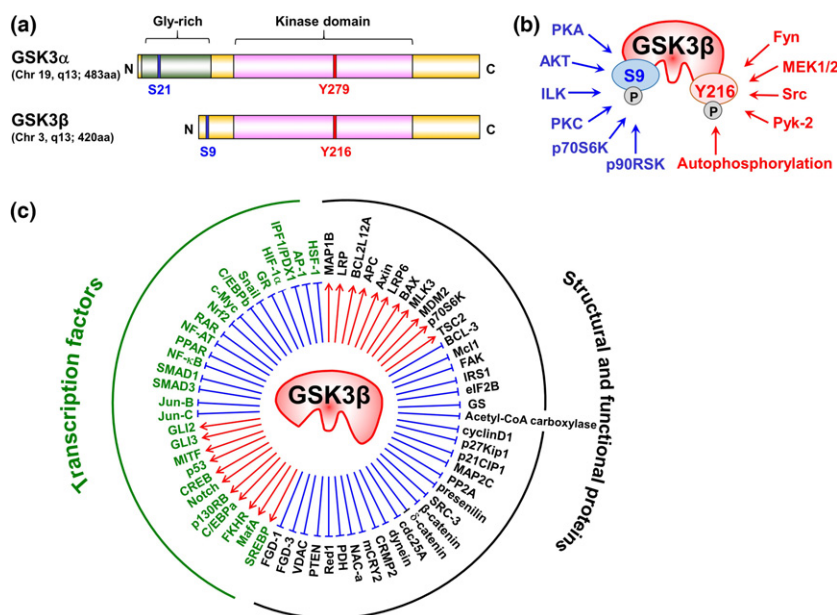 (a)
Gly-rich
Kinase domain
GSK3α
(Chr 19, q13; 483aa)
N
C
S21
Y279
GSK3β
(Chr 3, q13; 420aa)
N
C
S9
Y216
(b)
GSK3β
S9
P
Y216
P
PKA
AKT
ILK
PKC
p70S6K
p90RSK
Fyn
MEK1/2
Src
Pyk-2
Autophosphorylation
(c)
Transcription factors
Structural and functional proteins
GSK3β
MAP1B
LRP
BCL2L12A
APC
Axin
LRP6
BAX
MLK3
MDM2
p70S6K
TSC2
BCL-3
Mcl1
FAK
IRS1
eIF2B
GS
Acetyl-CoA carboxylase
cyclinD1
p27Kip1
p21CIP1
MAP2C
PP2A
presenilin
SRC-3
β-catenin
δ-catenin
cdc25A
dynein
CRMP2
mCRY2
NAC-a
PDH
Red1
PTEN
VDAC
FGD-3
FGD-1
SREBP
MafA
FKHR
C/EBPa
p130RB
Notch
CREB
p53
MITF
GLI3
GLI2
Jun-C
Jun-B
SMAD3
SMAD1
NF-κB
PPAR
NF-AT
RAR
Nrf2
c-Myc
C/EBPb
Snail
GR
HIF-1α
IPF1/PDX1
AP-1
HSF-1